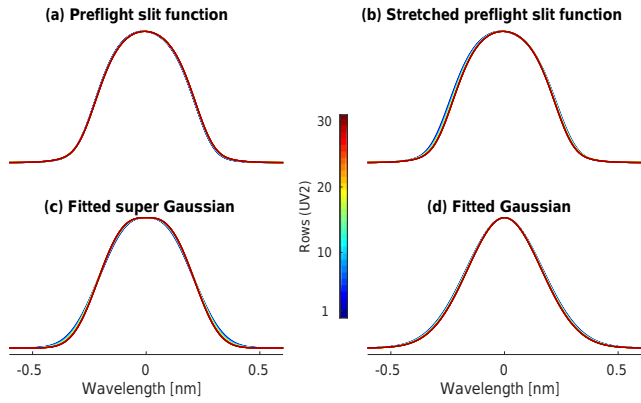 (a) Preflight slit function
(b) Stretched preflight slit function
30
20
10
1
Rows (UV2)
(c) Fitted super Gaussian
(d) Fitted Gaussian
-0.5 0 0.5
-0.5 0 0.5
Wavelength [nm]
Wavelength [nm]